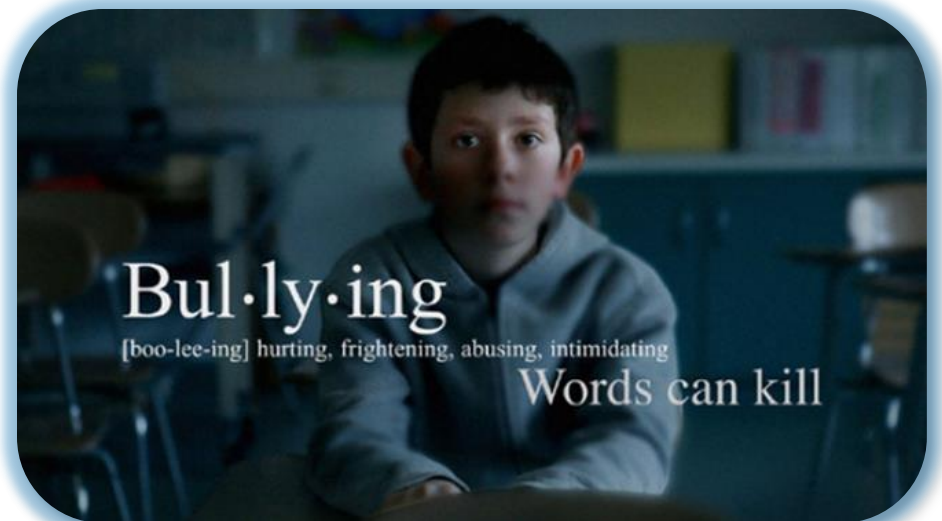 Bul·ly·ing
[boo-lee-ing] hurting, frightening, abusing, intimidating
Words can kill